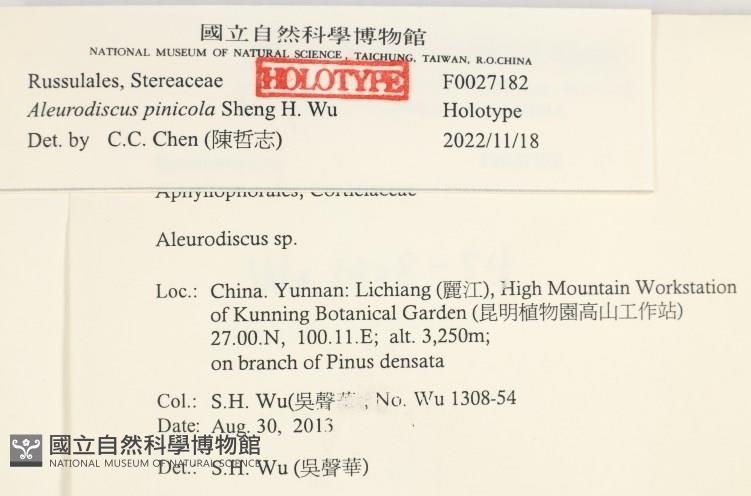 國立自然科學博物館
NATIONAL MUSEUM OF NATURAL SCIENCE, TAICHUNG, TAIWAN, R.O.CHINA
Russulales, Stereaceae HOLOTYPE F0027182
Aleurodiscus pinicola Sheng H. Wu Holotype
Det. by C.C. Chen (陳哲志) 2022/11/18
Aphyllophorales, Corticiaceae
Aleurodiscus sp.
Loc.: China. Yunnan: Lichiang (麗江), High Mountain Workstation
of Kunning Botanical Garden (昆明植物園高山工作站)
27.00.N, 100.11.E; alt. 3,250m;
on branch of Pinus densata
Col.: S.H. Wu(吳聲華), No. Wu 1308-54
Date: Aug. 30, 2013
國立自然科學博物館
NATIONAL MUSEUM OF NATURAL SCIENCE
Det.: S.H. Wu (吳聲華)